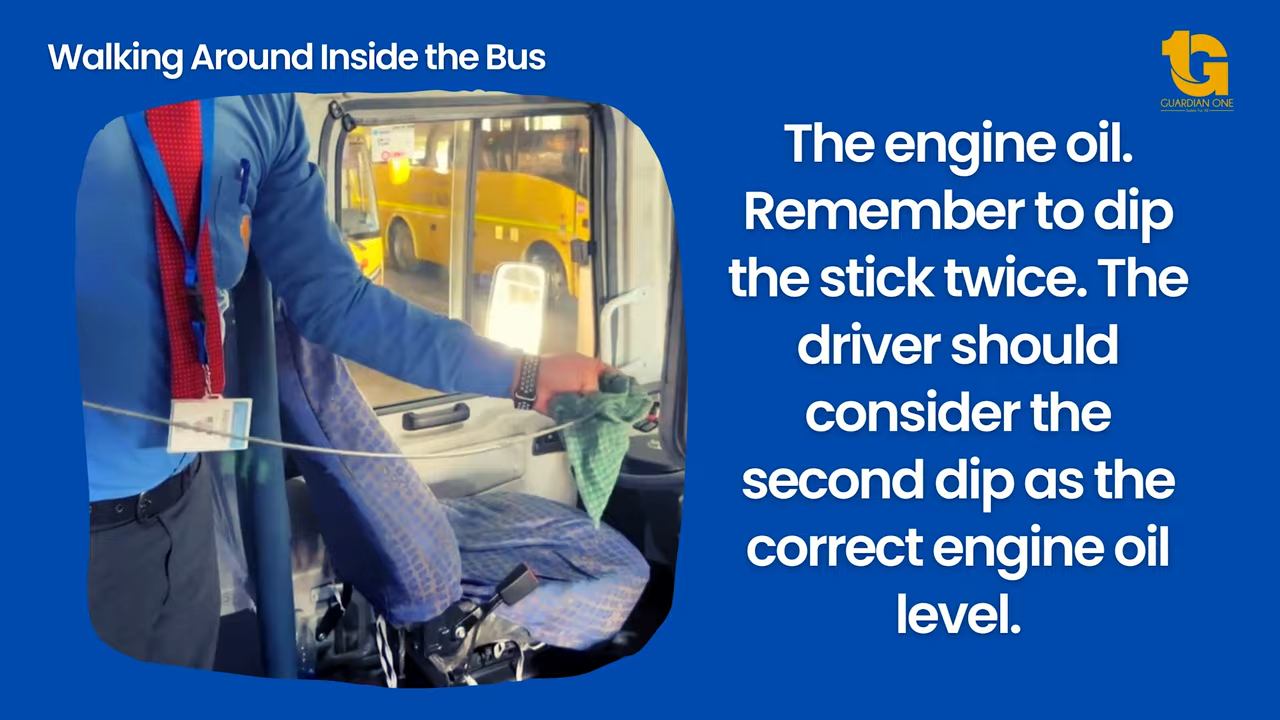 Walking Around Inside the Bus
GUARDIAN ONE
The engine oil.
Remember to dip
the stick twice. The
driver should
consider the
second dip as the
correct engine oil
level.